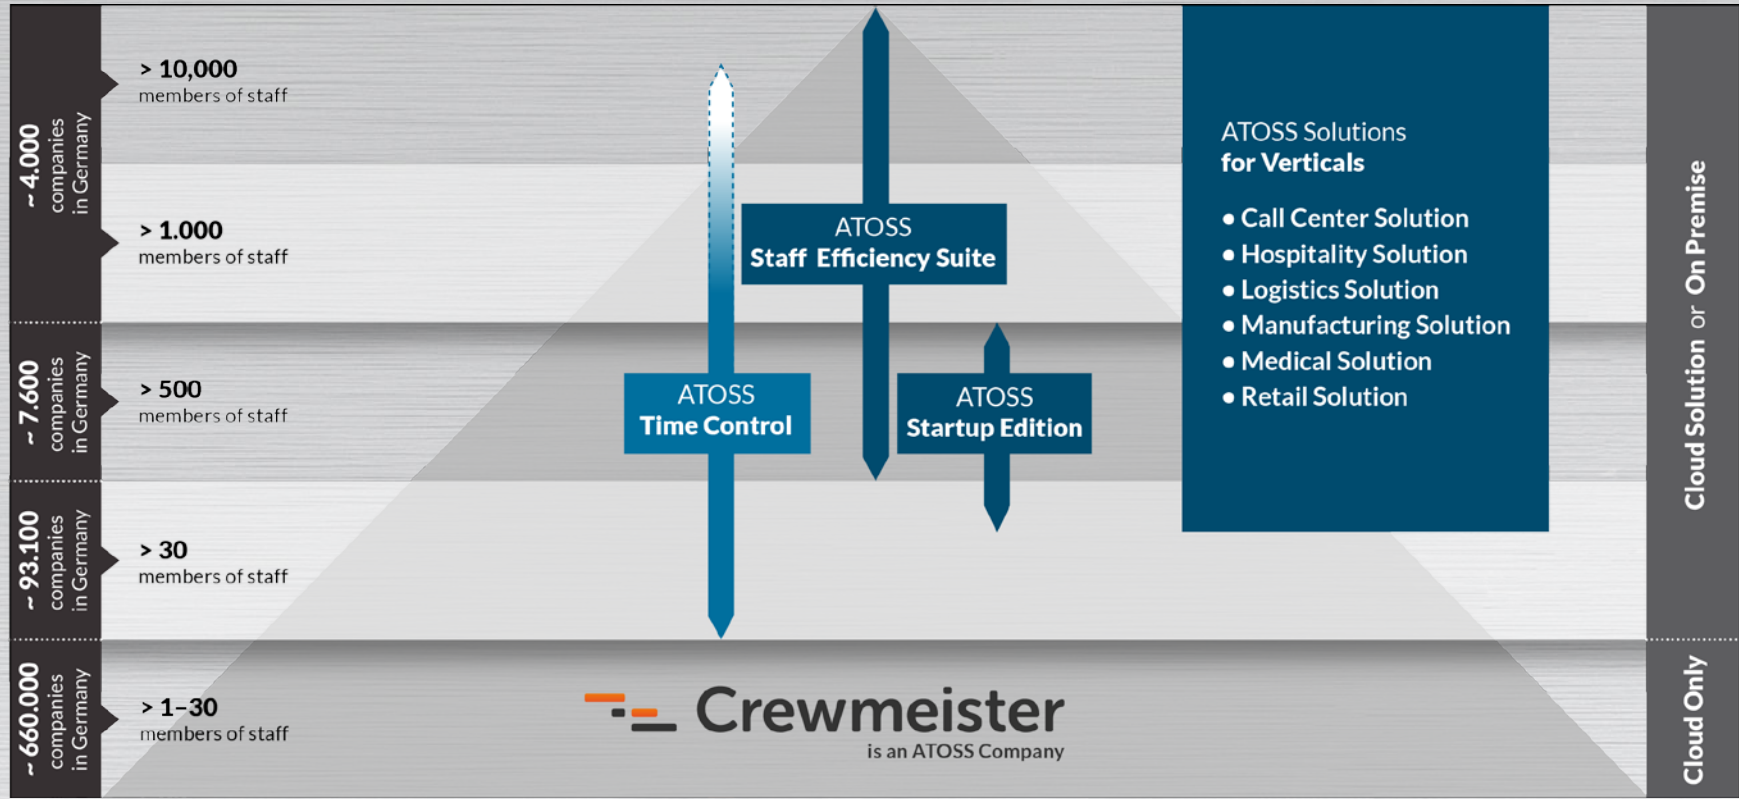 ~ 4.000
companies
in Germany
> 10,000
members of staff
> 1.000
members of staff
~ 7.600
companies
in Germany
> 500
members of staff
~ 93.100
companies
in Germany
> 30
members of staff
~ 660.000
companies
in Germany
> 1–30
members of staff
ATOSS
Time Control
ATOSS
Staff Efficiency Suite
ATOSS
Startup Edition
Crewmeister
is an ATOSS Company
ATOSS Solutions
for Verticals
• Call Center Solution
• Hospitality Solution
• Logistics Solution
• Manufacturing Solution
• Medical Solution
• Retail Solution
Cloud Solution or On Premise
Cloud Only